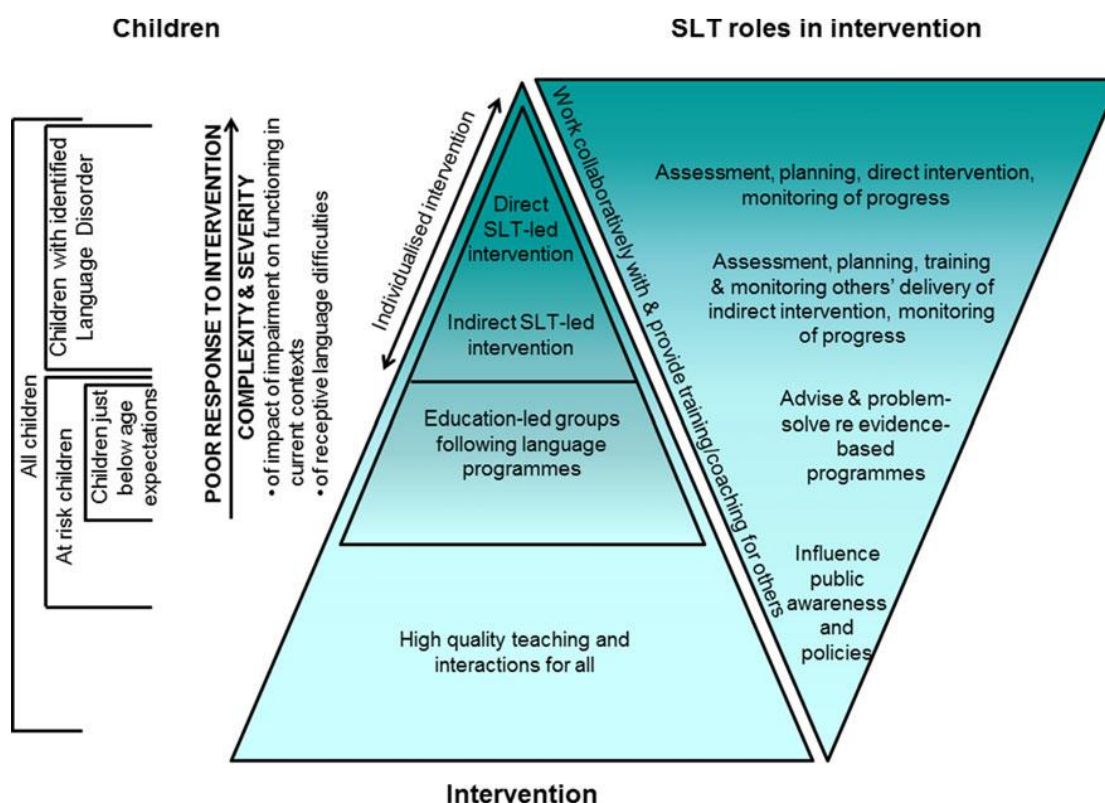 Children
SLT roles in intervention
All children
Children with identified
Language Disorder
At risk children
Children just
below age
expectations
POOR RESPONSE TO INTERVENTION
COMPLEXITY & SEVERITY
• of impact of impairment on functioning in
current contexts
• of receptive language difficulties
Individualised intervention
Direct
SLT-led
intervention
Indirect SLT-led
intervention
Education-led groups
following language
programmes
High quality teaching and
interactions for all
Work collaboratively with & provide training/coaching for others
Assessment, planning, direct intervention,
monitoring of progress
Assessment, planning, training
& monitoring others' delivery of
indirect intervention, monitoring
of progress
Advise & problem-
solve re evidence-
based
programmes
Influence
public
awareness
and
policies
Intervention